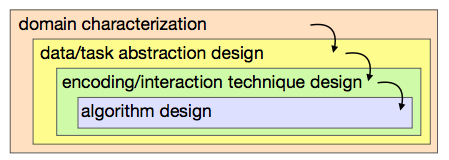 domain characterization
data/task abstraction design
encoding/interaction technique design
algorithm design